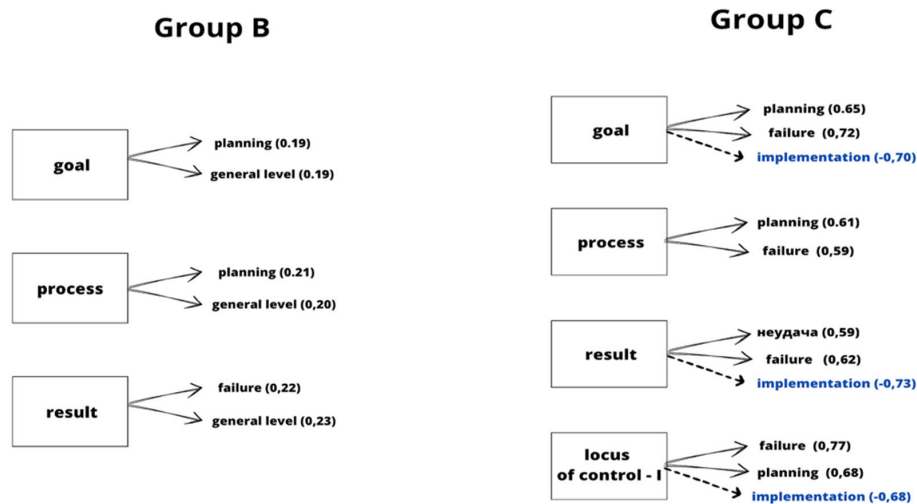 Group B
goal
planning (0.19)
general level (0.19)
process
planning (0.21)
general level (0,20)
result
failure (0,22)
general level (0,23)
Group C
goal
planning (0.65)
failure (0,72)
implementation (-0,70)
process
planning (0.61)
failure (0,59)
result
неудача (0,59)
failure (0,62)
implementation (-0,73)
locus
of control - I
failure (0,77)
planning (0,68)
implementation (-0,68)